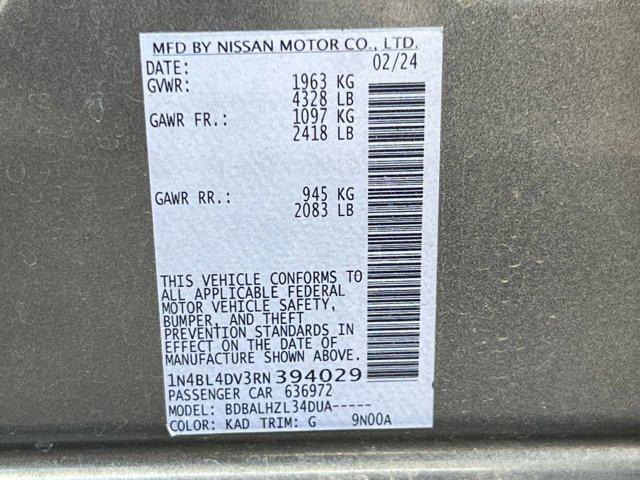 MFD BY NISSAN MOTOR CO., LTD.
DATE: 02/24
GVWR: 1963 KG
4328 LB
GAWR FR.: 1097 KG
2418 LB
GAWR RR.: 945 KG
2083 LB
THIS VEHICLE CONFORMS TO
ALL APPLICABLE FEDERAL
MOTOR VEHICLE SAFETY,
BUMPER, AND THEFT
PREVENTION STANDARDS IN
EFFECT ON THE DATE OF
MANUFACTURE SHOWN ABOVE.
1N4BL4DV3RN394029
PASSENGER CAR 636972
MODEL: BDBALHZL34DUA-----
COLOR: KAD TRIM: G 9N00A